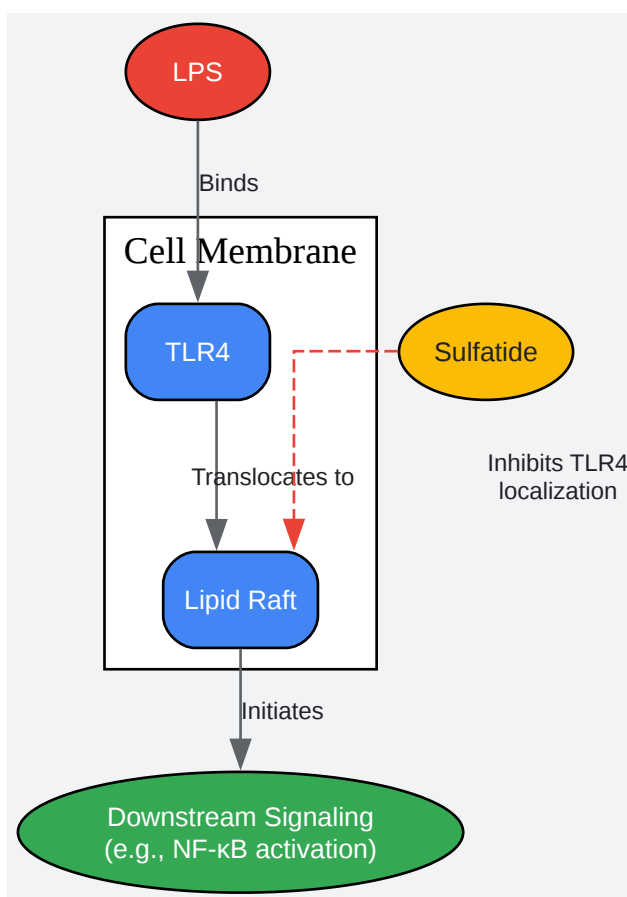 LPS
Binds
Cell Membrane
TLR4
Sulfatide
Translocates to
Inhibits TLR4
localization
Lipid Raft
Initiates
Downstream Signaling
(e.g., NF-κB activation)